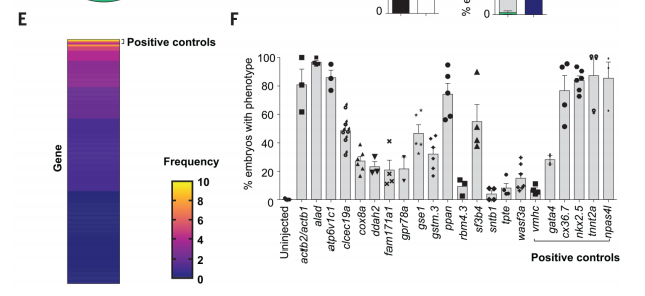 0
% e
0
E
Positive controls
Gene
Frequency
10
8
6
4
2
0
F
% embryos with phenotype
100
80
60
40
20
0
Uninjected
actb2/actb1
alad
atp6v1c1
clcec19a
cox8a
ddah2
fam171a1
gpr78a
gse1
gstm.3
ppan
rbm4.3
sf3b4
sntb1
tpte
wasf3a
vmhc
gata4
cx36.7
nkx2.5
tnnt2a
npas4l
Positive controls